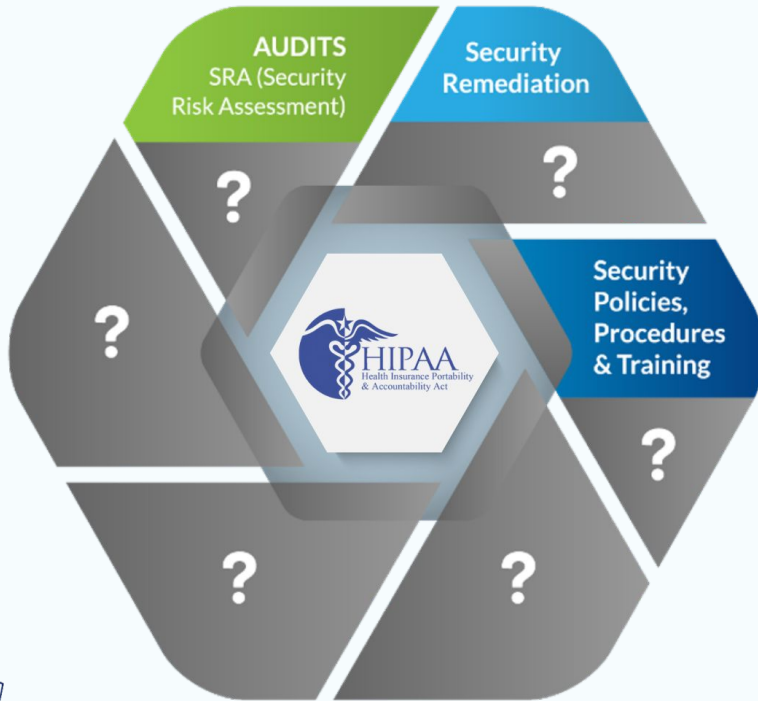 AUDITS
SRA (Security
Risk Assessment)
Security
Remediation
?
?
Security
Policies,
Procedures
& Training
?
HIPAA
Health Insurance Portability
& Accountability Act
?
?
?